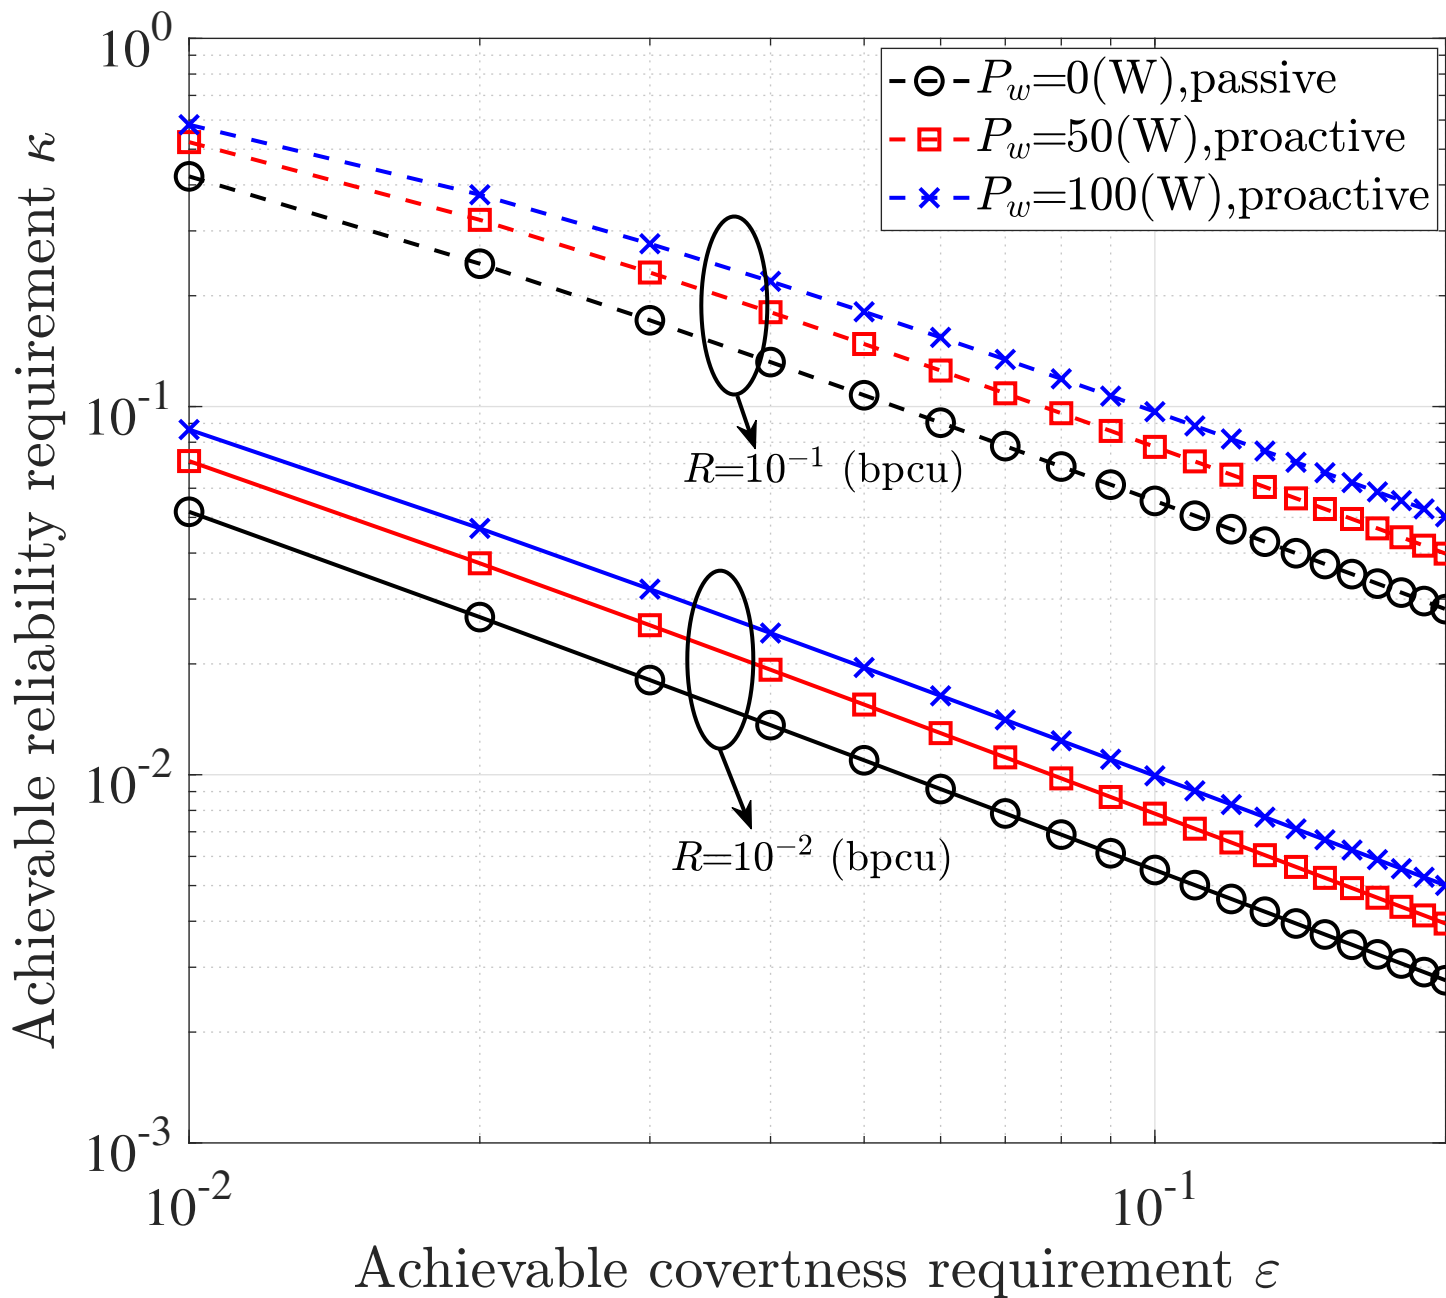 10^0
10^-1
10^-2
10^-3
Achievable reliability requirement κ
P_w=0(W),passive
P_w=50(W),proactive
P_w=100(W),proactive
R=10^−1 (bpcu)
R=10^−2 (bpcu)
10^-2
10^-1
Achievable covertness requirement ε